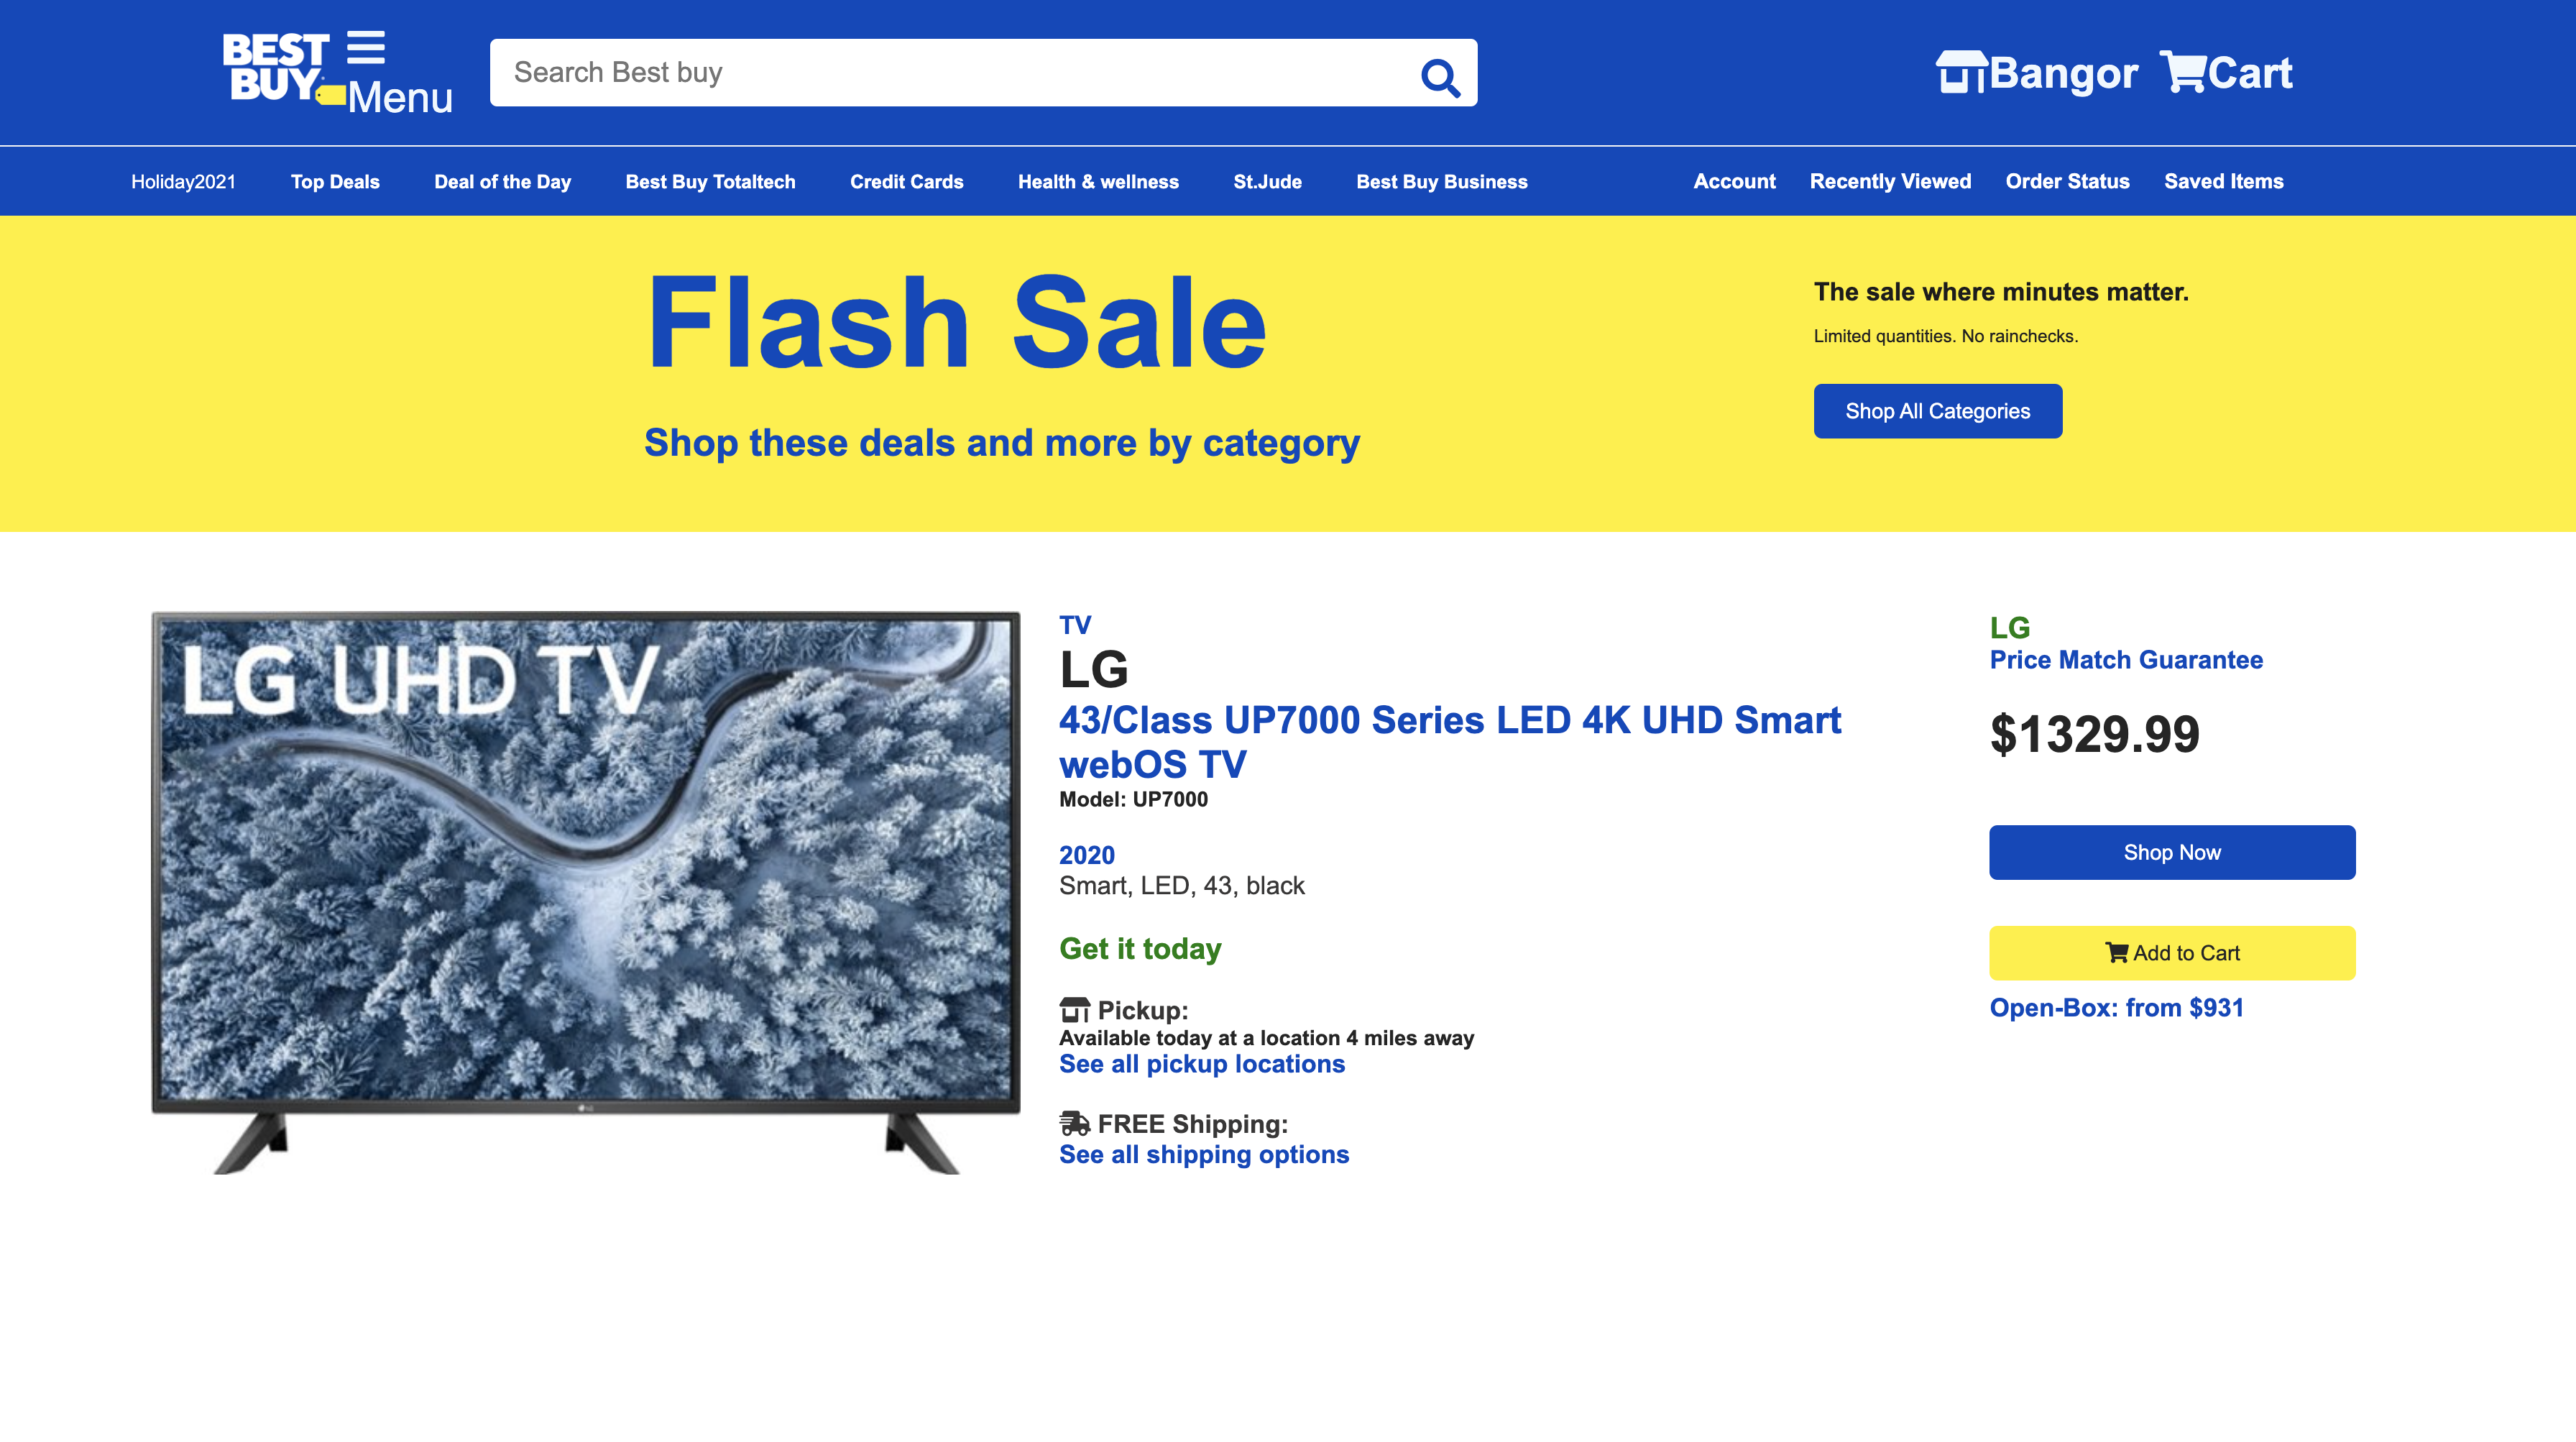 BEST
BUY
Menu
Search Best buy
Bangor
Cart
Holiday2021
Top Deals
Deal of the Day
Best Buy Totaltech
Credit Cards
Health & wellness
St.Jude
Best Buy Business
Account
Recently Viewed
Order Status
Saved Items
Flash Sale
Shop these deals and more by category
The sale where minutes matter.
Limited quantities. No rainchecks.
Shop All Categories
LG UHD TV
LG
TV
LG
43/Class UP7000 Series LED 4K UHD Smart
webOS TV
Model: UP7000
2020
Smart, LED, 43, black
Get it today
Pickup:
Available today at a location 4 miles away
See all pickup locations
FREE Shipping:
See all shipping options
LG
Price Match Guarantee
$1329.99
Shop Now
Add to Cart
Open-Box: from $931